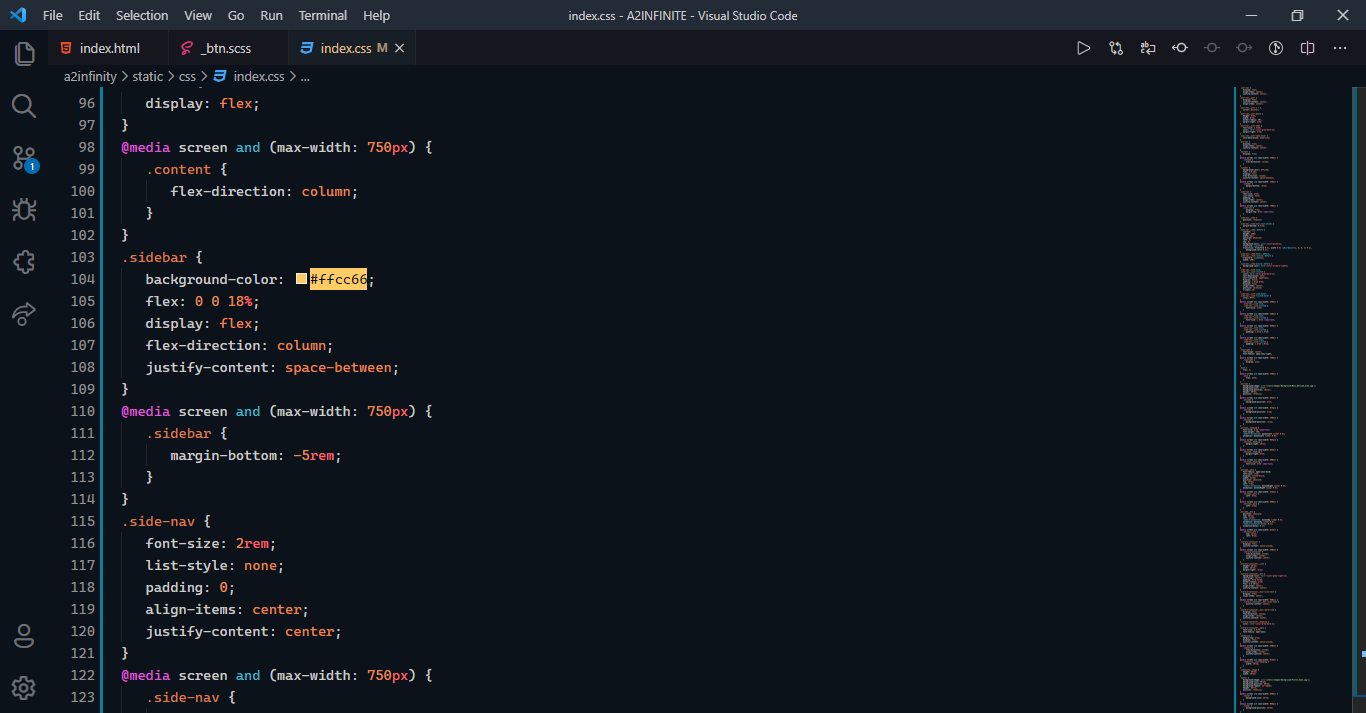 File Edit Selection View Go Run Terminal Help index.css - A2INFINITE - Visual Studio Code
index.html _btn.scss index.css M
a2infinity > static > css > index.css > ...
1
96 display: flex;
97 }
98 @media screen and (max-width: 750px) {
99 .content {
100 flex-direction: column;
101 }
102 }
103 .sidebar {
104 background-color: #ffcc66;
105 flex: 0 0 18%;
106 display: flex;
107 flex-direction: column;
108 justify-content: space-between;
109 }
110 @media screen and (max-width: 750px) {
111 .sidebar {
112 margin-bottom: -5rem;
113 }
114 }
115 .side-nav {
116 font-size: 2rem;
117 list-style: none;
118 padding: 0;
119 align-items: center;
120 justify-content: center;
121 }
122 @media screen and (max-width: 750px) {
123 .side-nav {